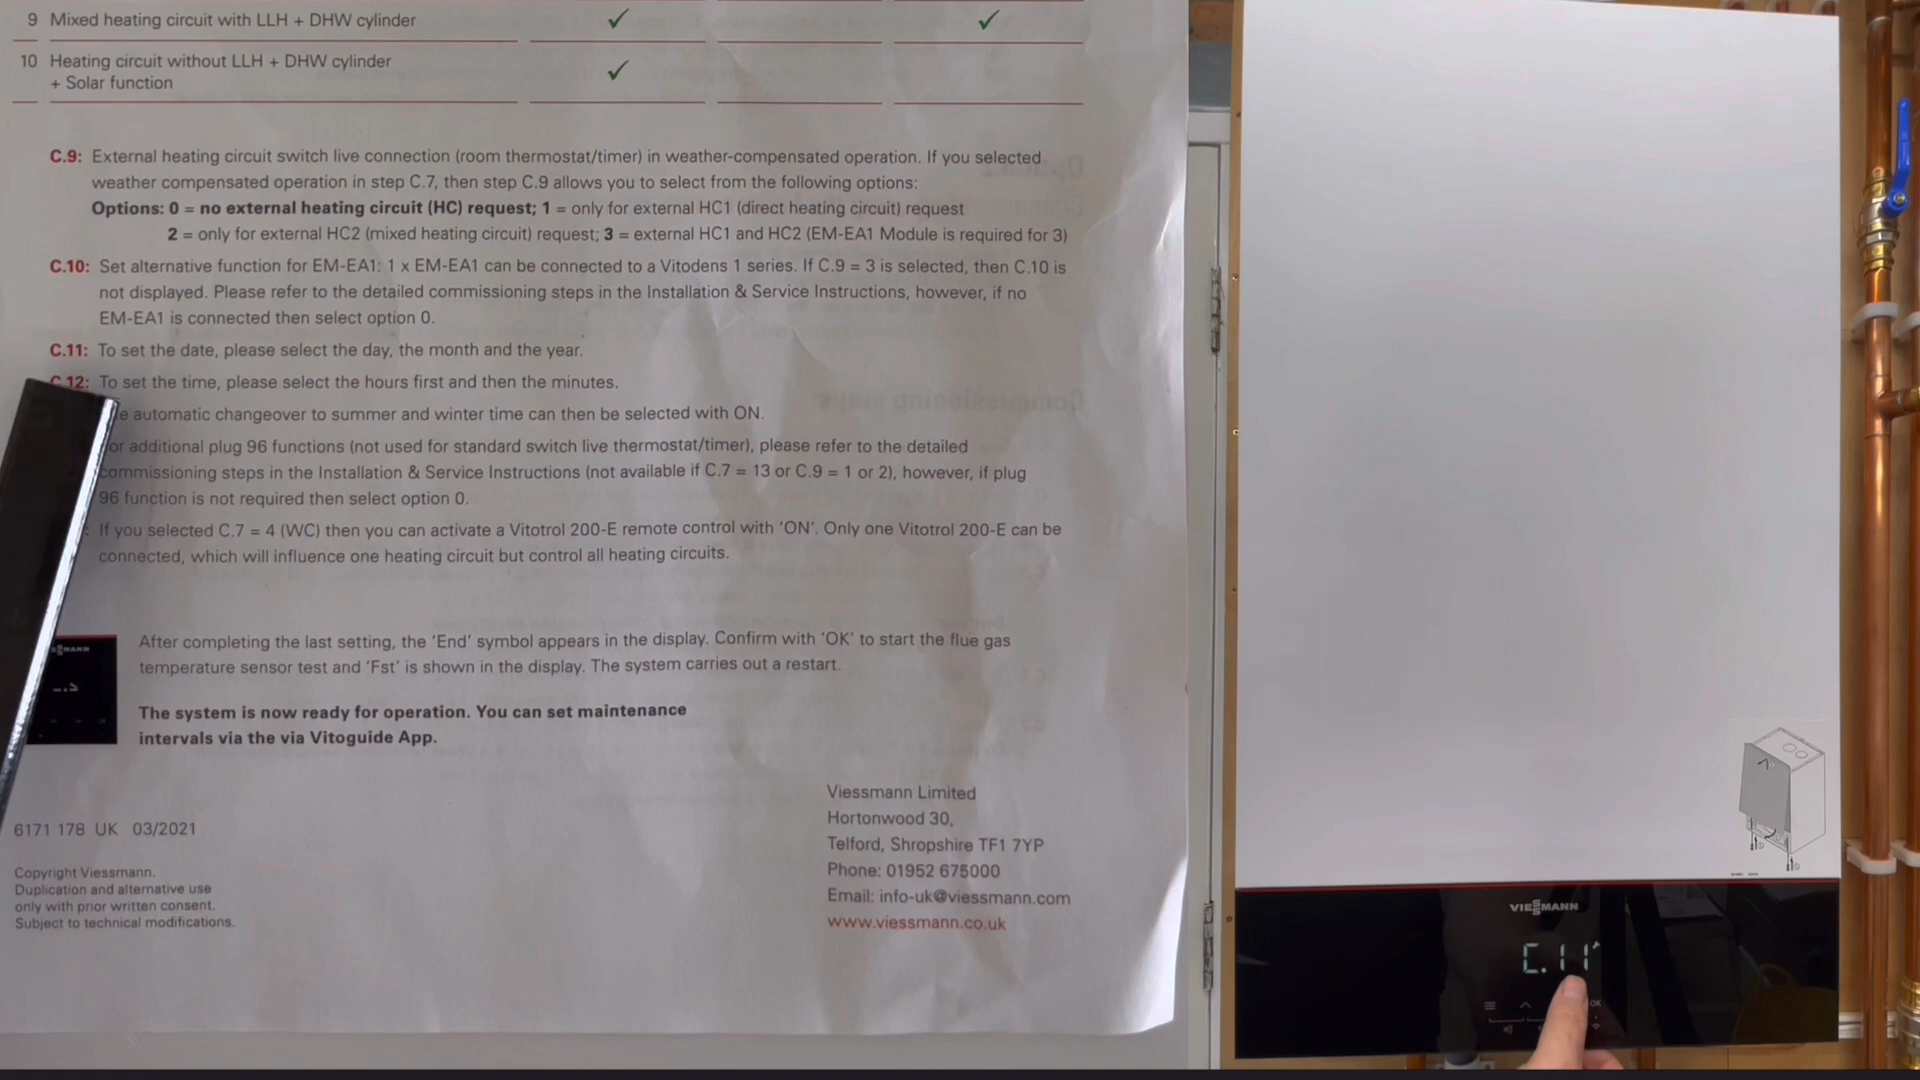 9 Mixed heating circuit with LLH + DHW cylinder ✓ ✓
10 Heating circuit without LLH + DHW cylinder ✓
+ Solar function
C.9: External heating circuit switch live connection (room thermostat/timer) in weather-compensated operation. If you selected
weather compensated operation in step C.7, then step C.9 allows you to select from the following options:
Options: 0 = no external heating circuit (HC) request; 1 = only for external HC1 (direct heating circuit) request
2 = only for external HC2 (mixed heating circuit) request; 3 = external HC1 and HC2 (EM-EA1 Module is required for 3)
C.10: Set alternative function for EM-EA1: 1 x EM-EA1 can be connected to a Vitodens 1 series. If C.9 = 3 is selected, then C.10 is
not displayed. Please refer to the detailed commissioning steps in the Installation & Service Instructions, however, if no
EM-EA1 is connected then select option 0.
C.11: To set the date, please select the day, the month and the year.
C.12: To set the time, please select the hours first and then the minutes.
e automatic changeover to summer and winter time can then be selected with ON.
or additional plug 96 functions (not used for standard switch live thermostat/timer), please refer to the detailed
commissioning steps in the Installation & Service Instructions (not available if C.7 = 13 or C.9 = 1 or 2), however, if plug
96 function is not required then select option 0.
: If you selected C.7 = 4 (WC) then you can activate a Vitotrol 200-E remote control with 'ON'. Only one Vitotrol 200-E can be
connected, which will influence one heating circuit but control all heating circuits.
After completing the last setting, the 'End' symbol appears in the display. Confirm with 'OK' to start the flue gas
temperature sensor test and 'Fst' is shown in the display. The system carries out a restart.
The system is now ready for operation. You can set maintenance
intervals via the via Vitoguide App.
6171 178 UK 03/2021
Copyright Viessmann.
Duplication and alternative use
only with prior written consent.
Subject to technical modifications.
Viessmann Limited
Hortonwood 30,
Telford, Shropshire TF1 7YP
Phone: 01952 675000
Email: info-uk@viessmann.com
www.viessmann.co.uk
VIESSMANN
C.11
OK